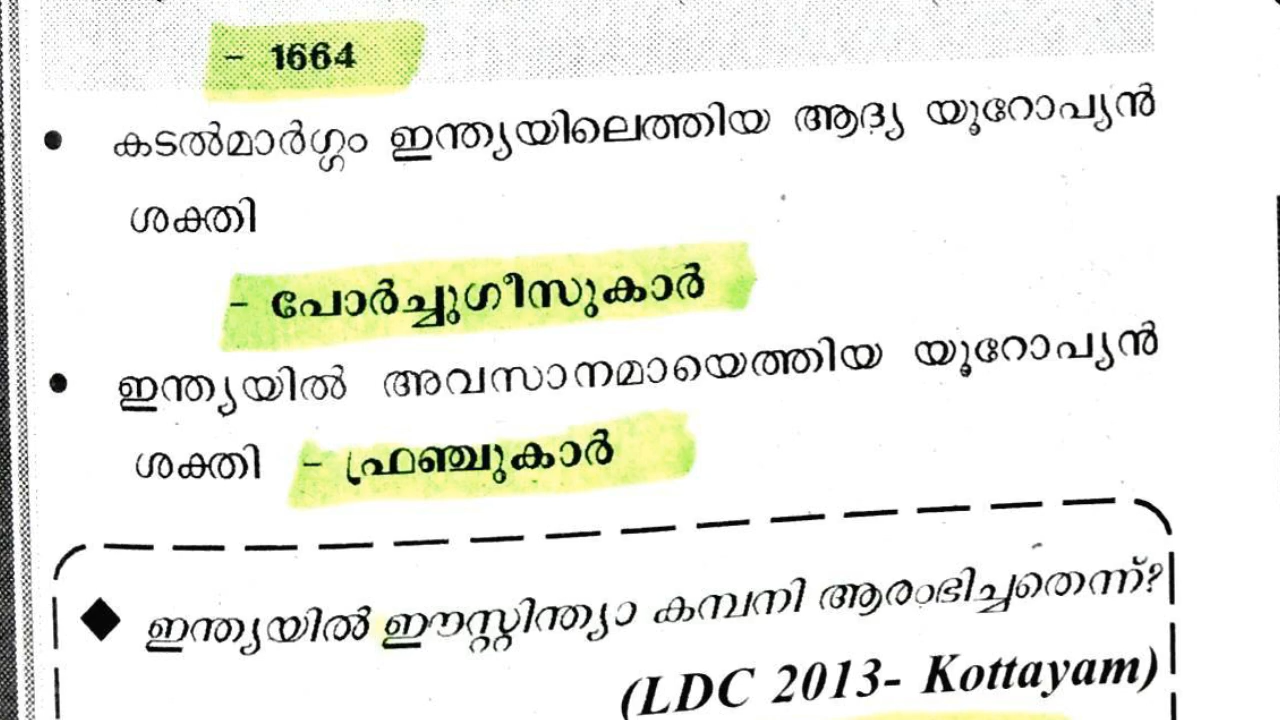 - 1664
• കടൽമാർഗ്ഗം ഇന്ത്യയിലെത്തിയ ആദ്യ യൂറോപ്യൻ
ശക്തി
- പോർച്ചുഗീസുകാർ
• ഇന്ത്യയിൽ അവസാനമായെത്തിയ യൂറോപ്യൻ
ശക്തി - ഫ്രഞ്ചുകാർ
◆ ഇന്ത്യയിൽ ഈസ്റ്റിന്ത്യാ കമ്പനി ആരംഭിച്ചതെന്ന്?
(LDC 2013- Kottayam)